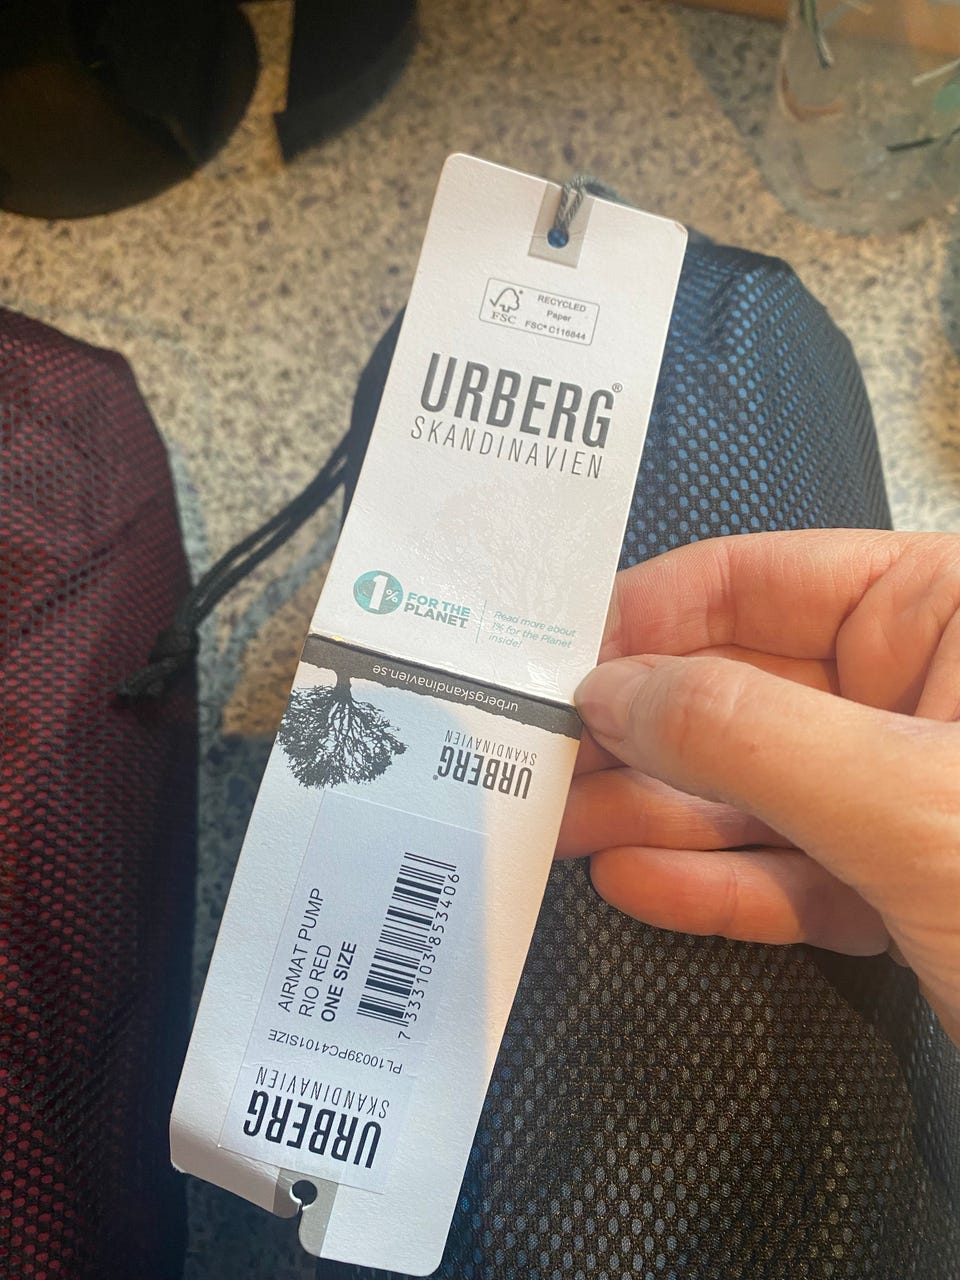 RECYCLED
Paper
FSC® C116844
FSC
URBERG®
SKANDINAVIEN
1%
FOR THE
PLANET
Read more about
1% for the Planet
inside!
urbergskandinavien.se
URBERG®
SKANDINAVIEN
AIRMAT PUMP
RIO RED
ONE SIZE
7333103853406
PL10039PC4101SIZE
URBERG
SKANDINAVIEN